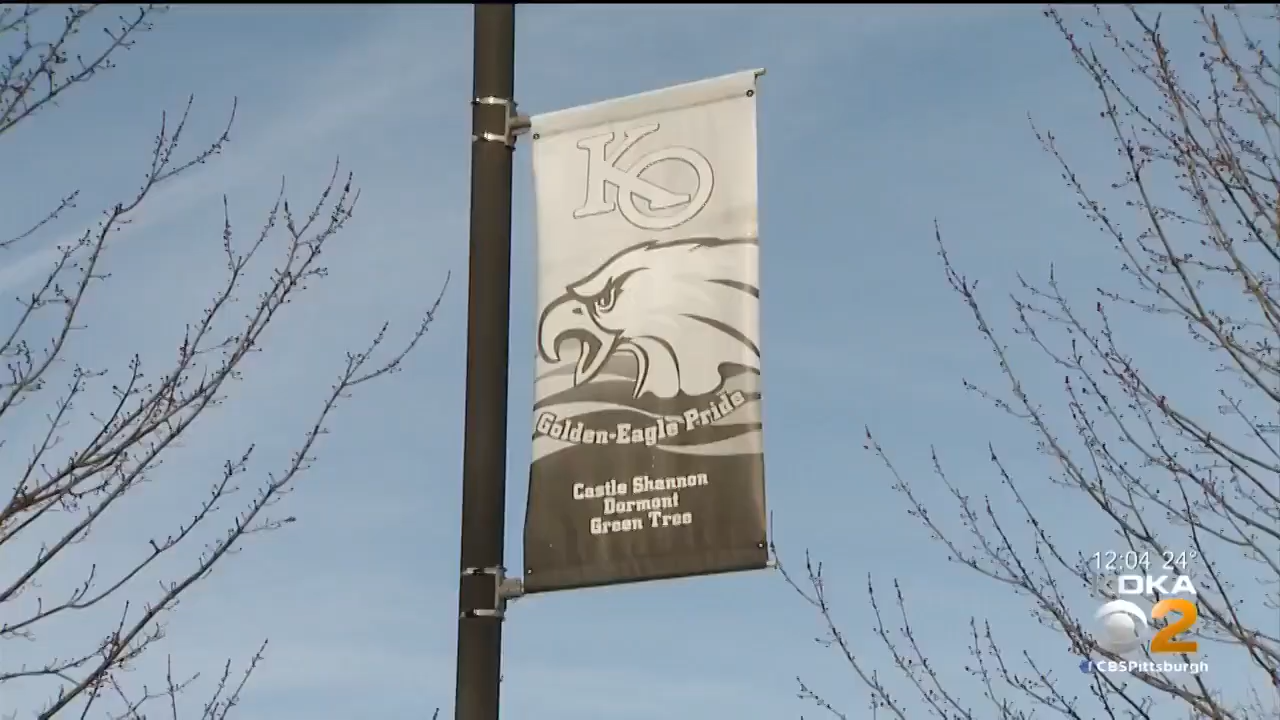 KO
Golden-Eagle Pride
Castle Shannon
Dormont
Green Tree
12:04 24°
KDKA
2
f CBSPittsburgh